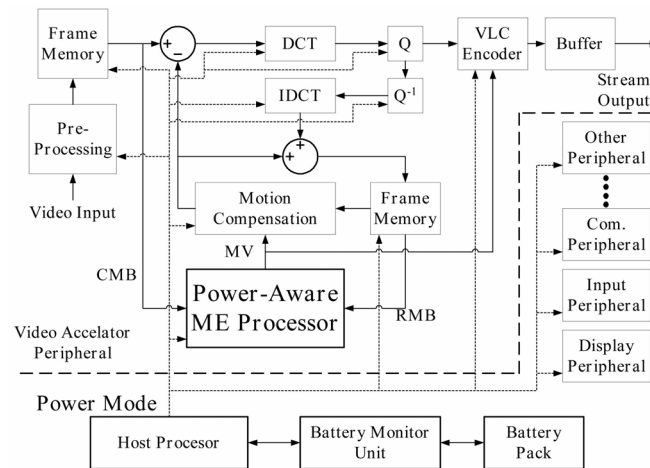 Frame
Memory
+
−
DCT
Q
VLC
Encoder
Buffer
Stream
Output
Pre-
Processing
IDCT
Q-1
+
+
Video Input
Motion
Compensation
Frame
Memory
Other
Peripheral
Com.
Peripheral
CMB
MV
RMB
Power-Aware
ME Processor
Input
Peripheral
Video Accelator
Peripheral
Display
Peripheral
Power Mode
Host Procesor
Battery Monitor
Unit
Battery
Pack